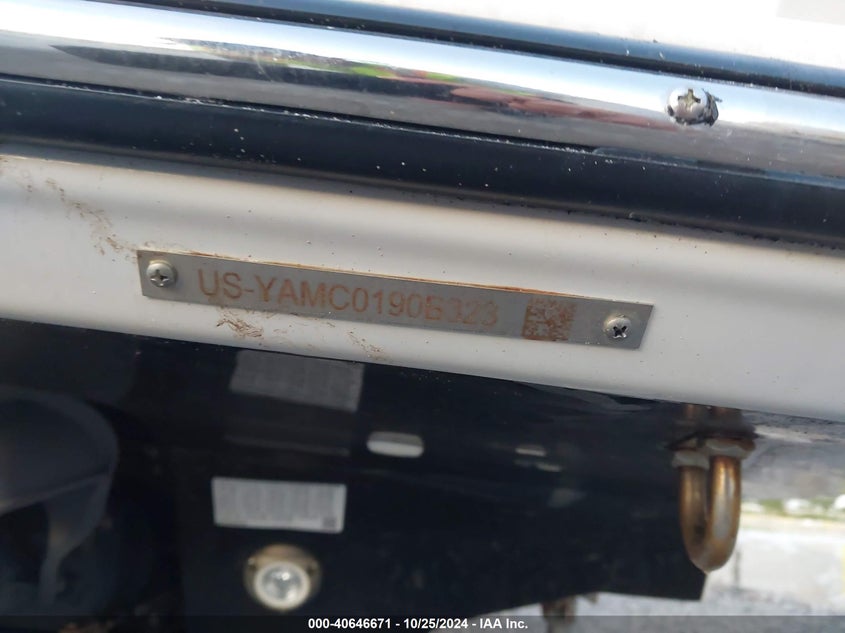 US-YAMC0190B323
000-40646671 - 10/25/2024 - IAA Inc.